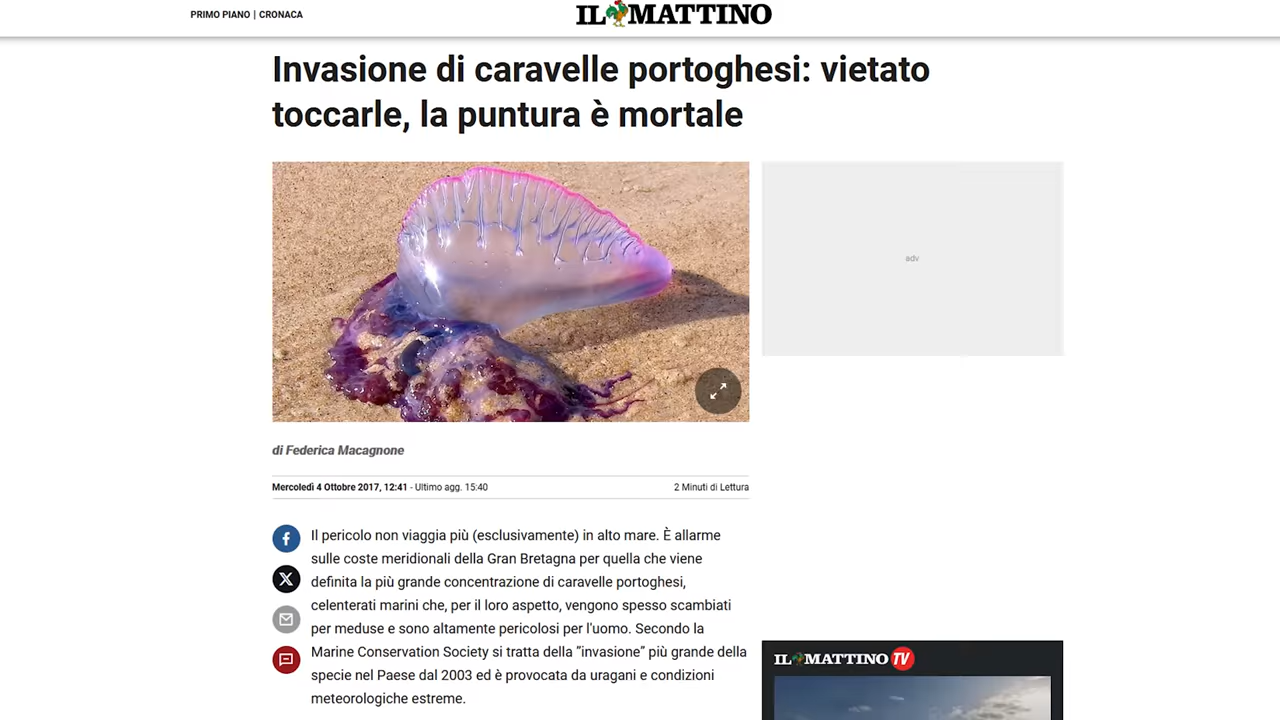 PRIMO PIANO | CRONACA
IL MATTINO
Invasione di caravelle portoghesi: vietato
toccarle, la puntura è mortale
adv
di Federica Macagnone
Mercoledì 4 Ottobre 2017, 12:41 - Ultimo agg. 15:40
2 Minuti di Lettura
Il pericolo non viaggia più (esclusivamente) in alto mare. È allarme
sulle coste meridionali della Gran Bretagna per quella che viene
definita la più grande concentrazione di caravelle portoghesi,
celenterati marini che, per il loro aspetto, vengono spesso scambiati
per meduse e sono altamente pericolosi per l'uomo. Secondo la
Marine Conservation Society si tratta della “invasione” più grande della
specie nel Paese dal 2003 ed è provocata da uragani e condizioni
meteorologiche estreme.
IL MATTINO TV